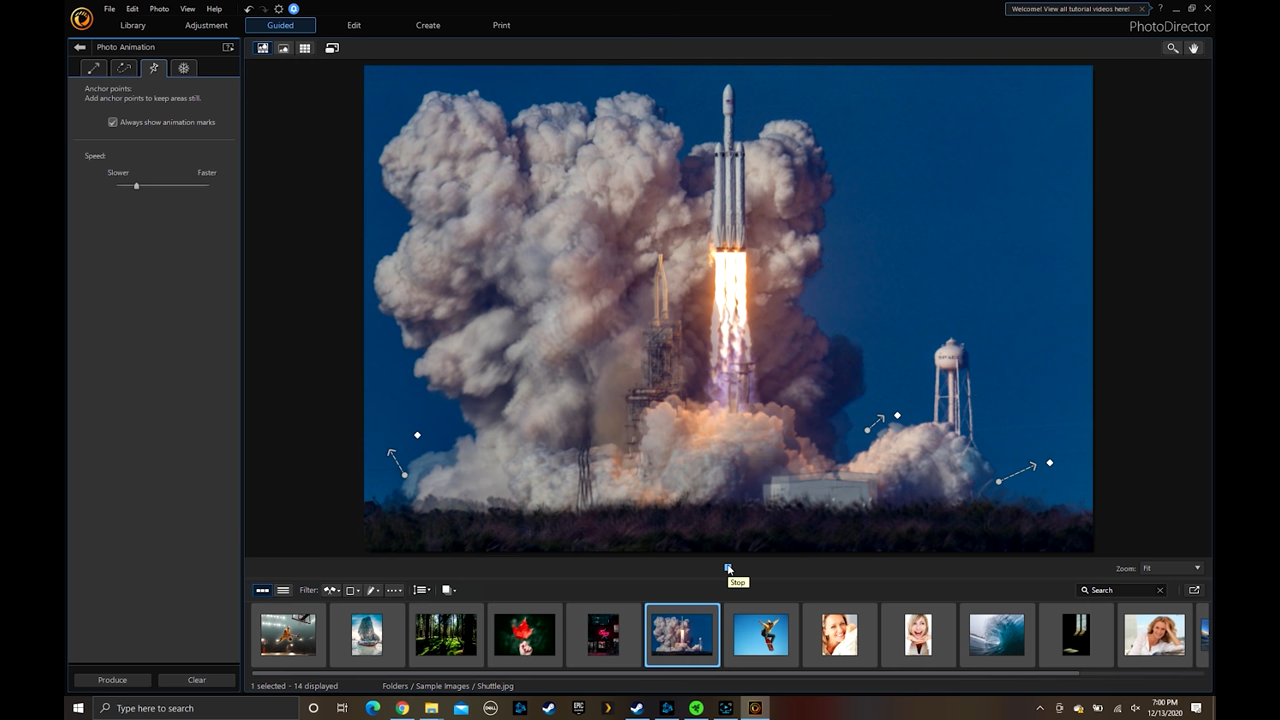 File Edit Photo View Help
Welcome! View all tutorial videos here!
Library Adjustment Guided Edit Create Print
PhotoDirector
Photo Animation
Anchor points:
Add anchor points to keep areas still.
Always show animation marks
Speed:
Slower Faster
Zoom: Fit
Stop
Filter:
Search
Produce Clear
1 selected - 14 displayed Folders / Sample Images / Shuttle.jpg
Type here to search
DELL
EPIC
7:00 PM
12/13/2020